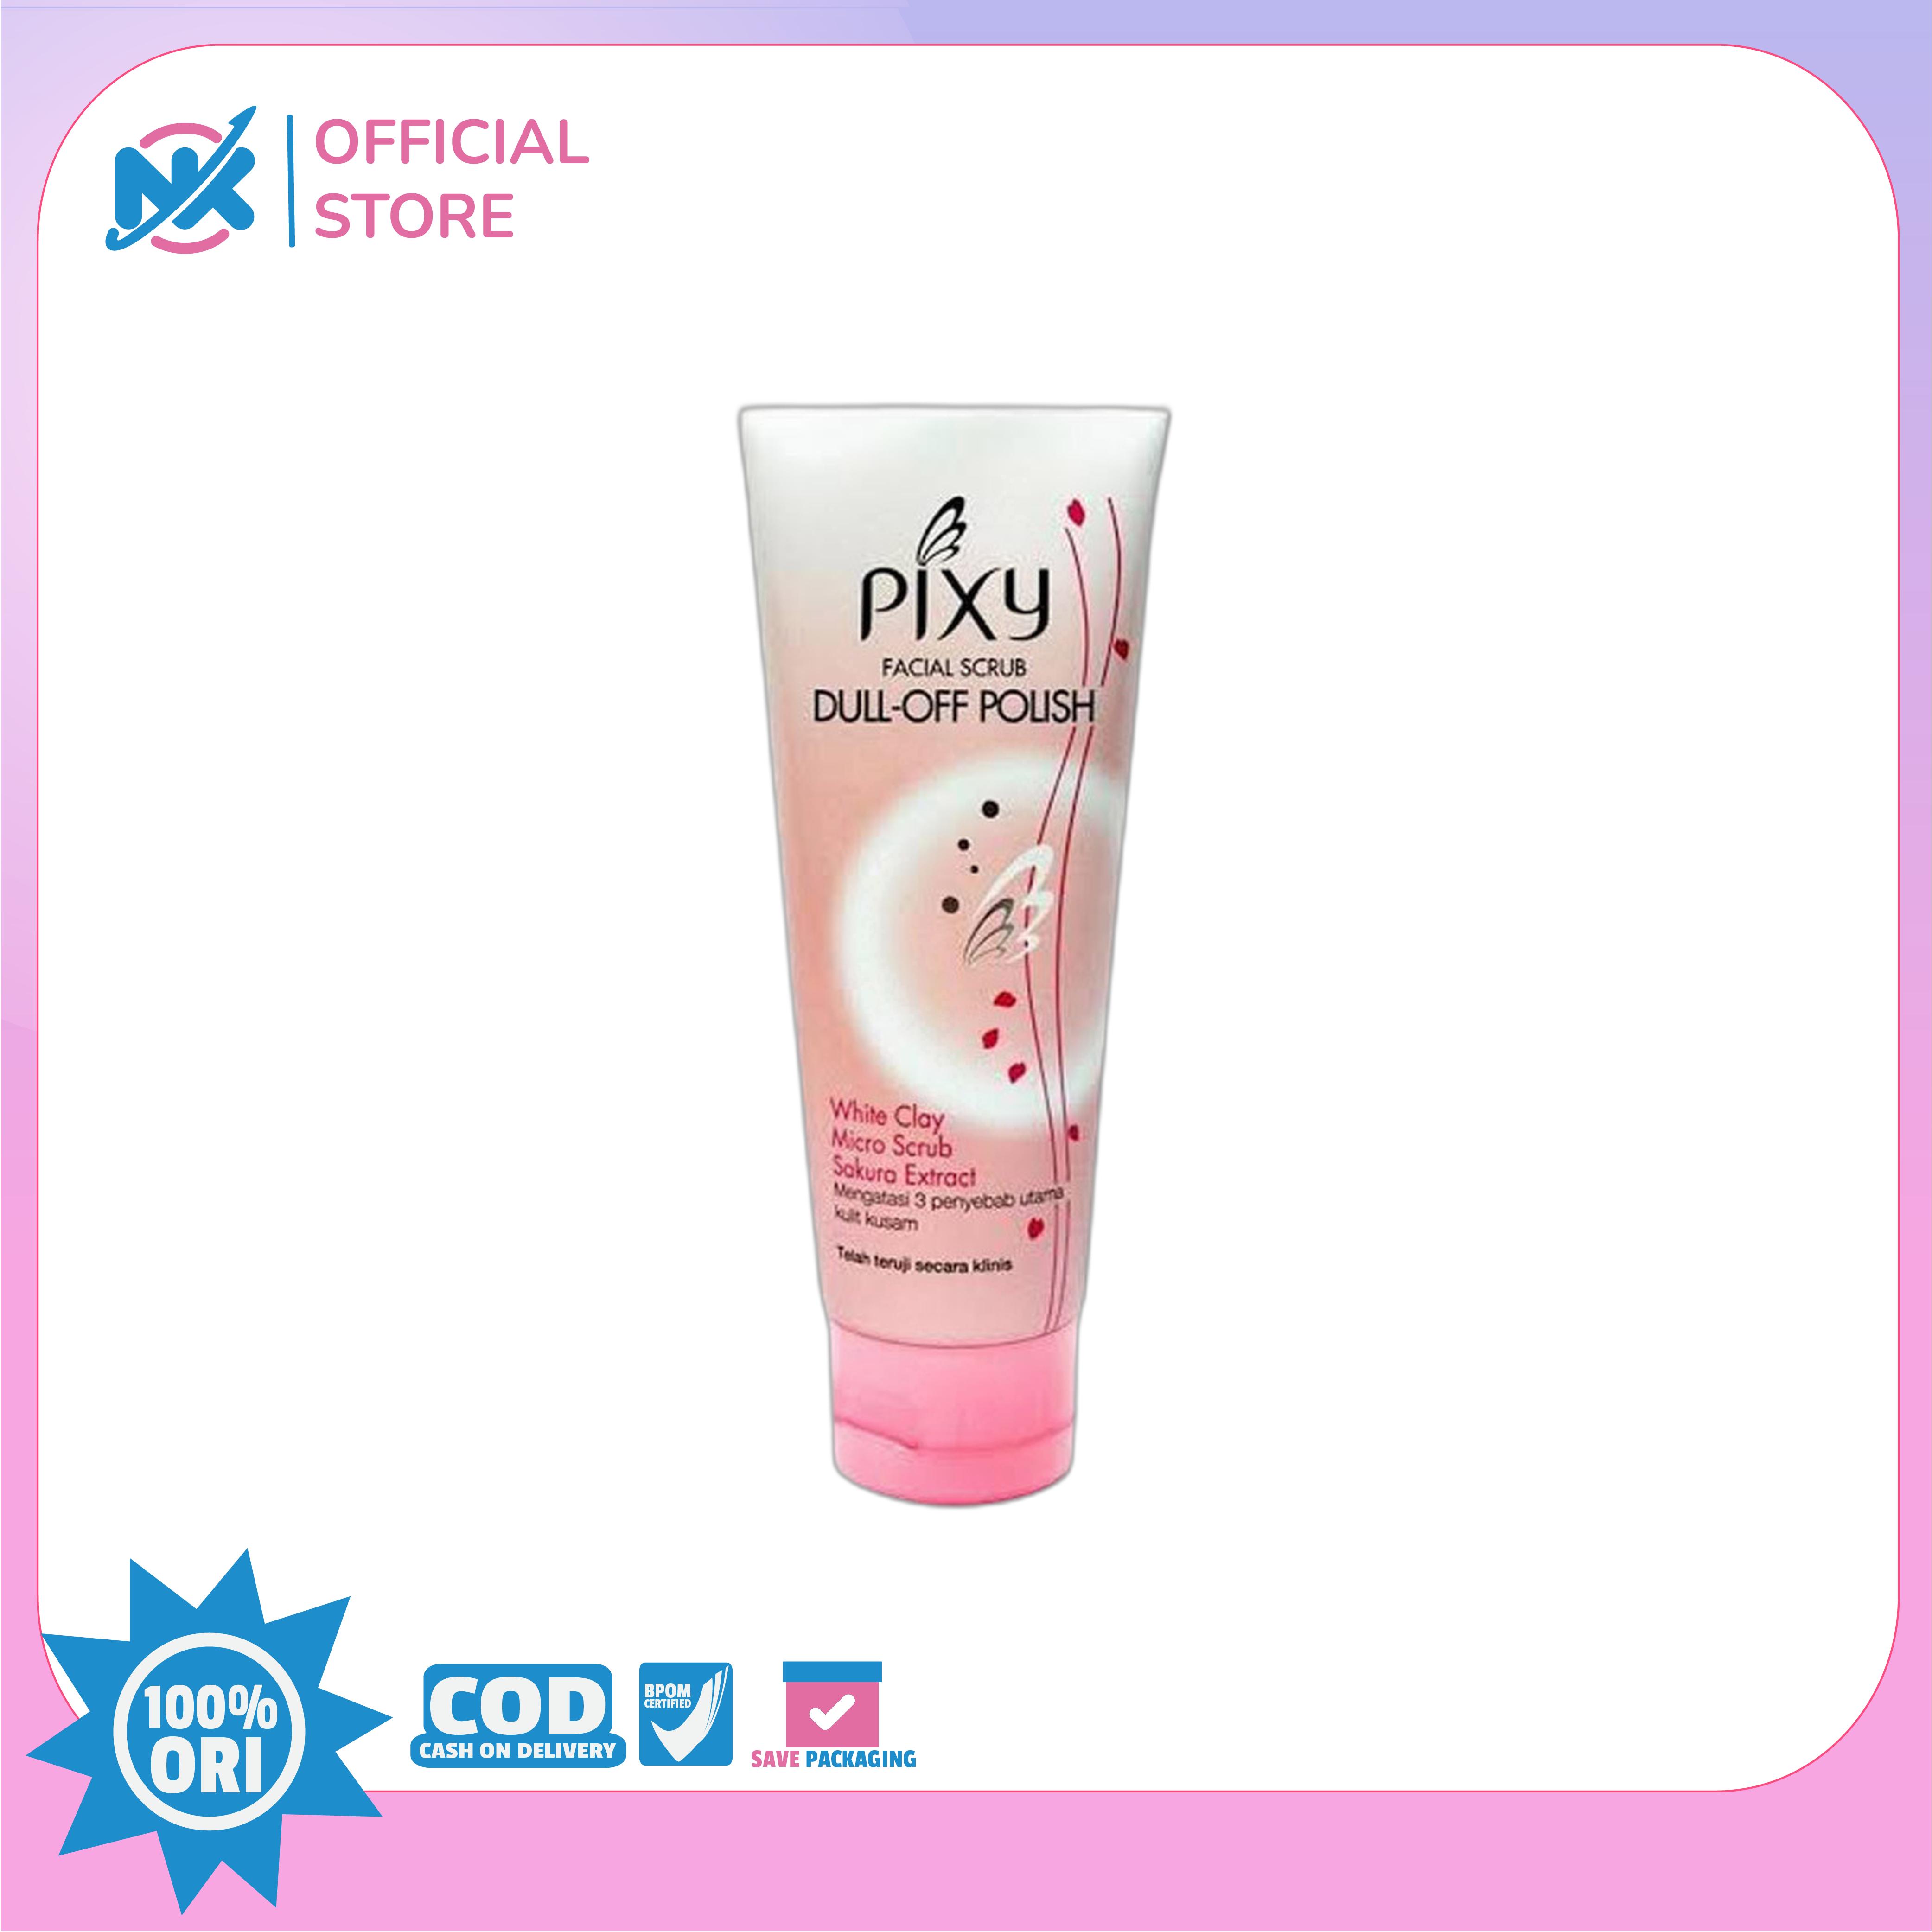 NK
OFFICIAL
STORE
PIXY
FACIAL SCRUB
DULL-OFF POLISH
White Clay
Micro Scrub
Sakura Extract
Mengatasi 3 penyebab utama
kulit kusam
Telah teruji secara klinis
100%
ORI
COD
CASH ON DELIVERY
BPOM
CERTIFIED
SAVE PACKAGING